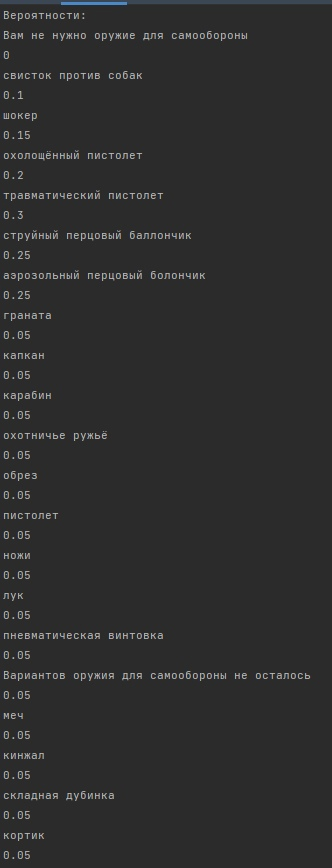 Вероятности:
Вам не нужно оружие для самообороны
0
свисток против собак
0.1
шокер
0.15
охолощённый пистолет
0.2
травматический пистолет
0.3
струйный перцовый баллончик
0.25
аэрозольный перцовый болончик
0.25
граната
0.05
капкан
0.05
карабин
0.05
охотничье ружьё
0.05
обрез
0.05
пистолет
0.05
ножи
0.05
лук
0.05
пневматическая винтовка
0.05
Вариантов оружия для самообороны не осталось
0.05
меч
0.05
кинжал
0.05
складная дубинка
0.05
кортик
0.05